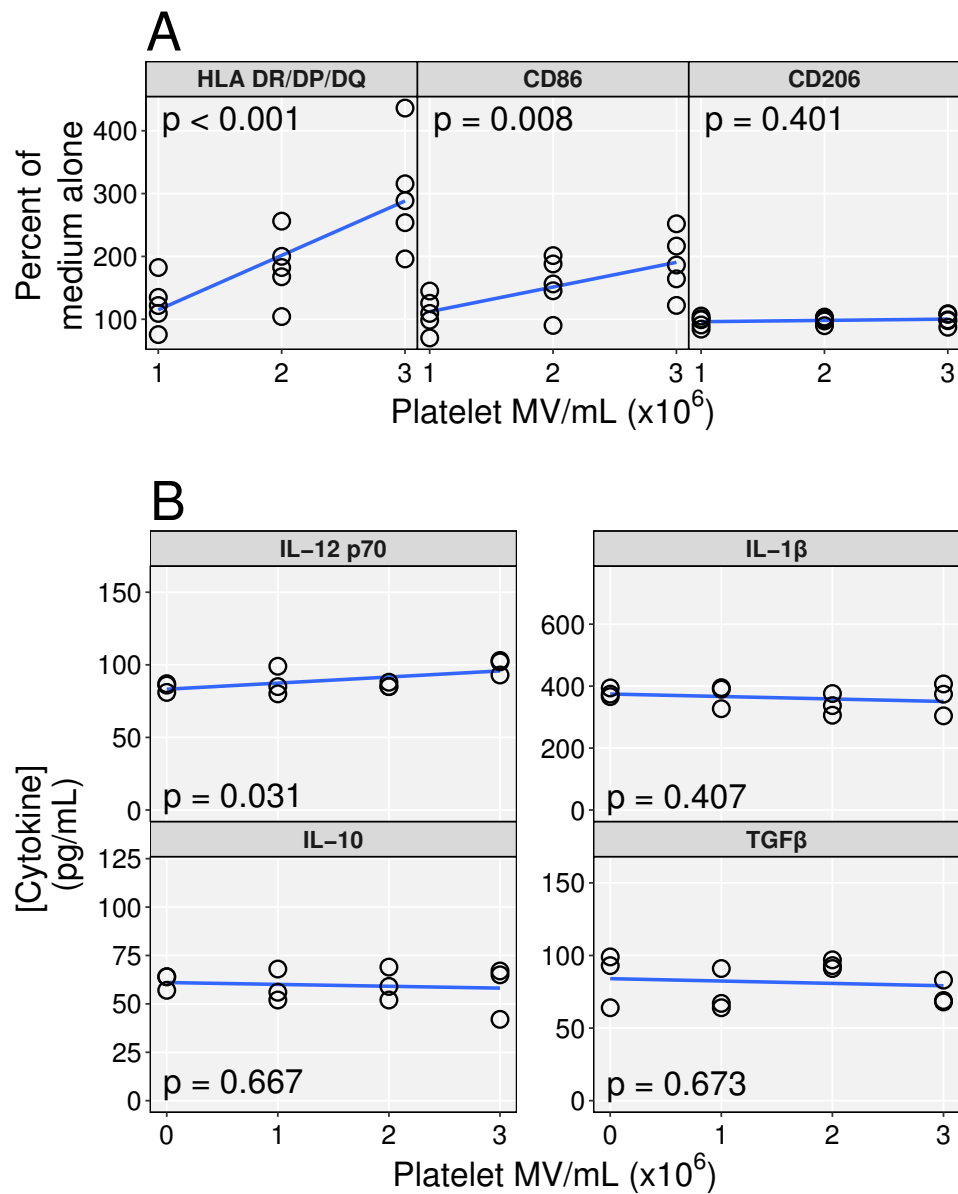 A
HLA DR/DP/DQ CD86 CD206
p < 0.001 p = 0.008 p = 0.401
Percent of
medium alone
400
300
200
100
1 2 3 1 2 3 1 2 3
Platelet MV/mL (x10⁶)
B
IL−12 p70 IL−1β
150
100
50
0
p = 0.031
600
400
200
0
p = 0.407
[Cytokine]
(pg/mL)
IL−10 TGFβ
125
100
75
50
25
0
p = 0.667
150
100
50
0
p = 0.673
0 1 2 3 0 1 2 3
Platelet MV/mL (x10⁶)